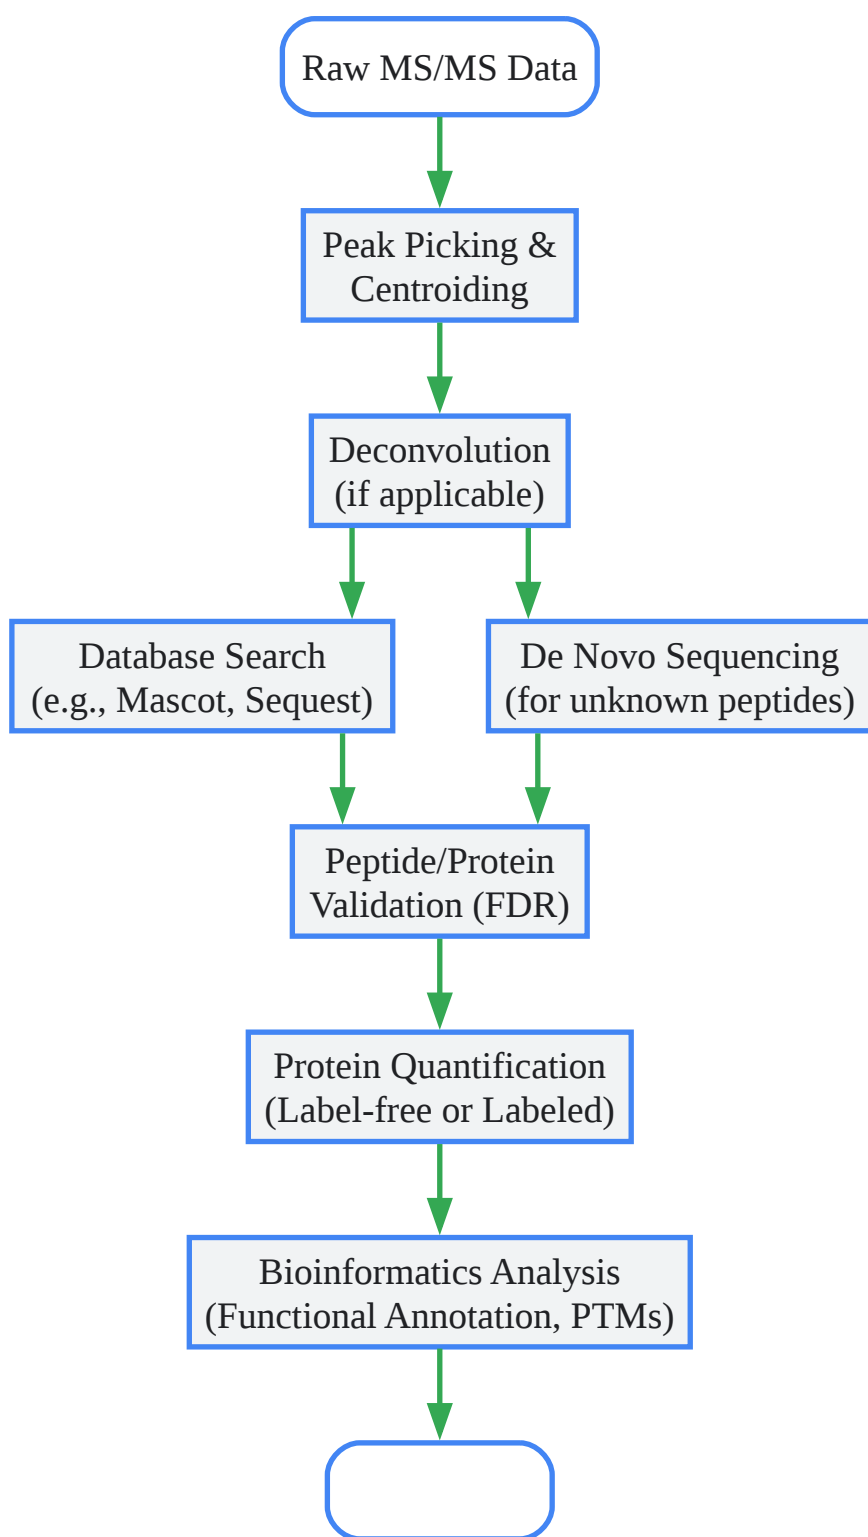 Raw MS/MS Data
Peak Picking &
Centroiding
Deconvolution
(if applicable)
Database Search
(e.g., Mascot, Sequest)
De Novo Sequencing
(for unknown peptides)
Peptide/Protein
Validation (FDR)
Protein Quantification
(Label-free or Labeled)
Bioinformatics Analysis
(Functional Annotation, PTMs)